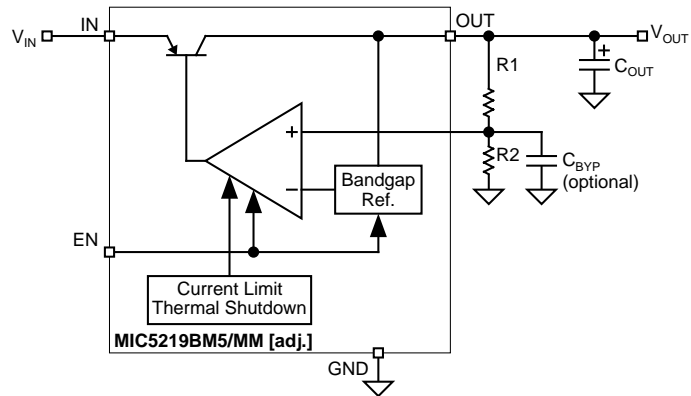 IN
OUT
V_IN
V_OUT
R1
+
C_OUT
+
R2
C_BYP
(optional)
–
Bandgap
Ref.
EN
Current Limit
Thermal Shutdown
MIC5219BM5/MM [adj.]
GND